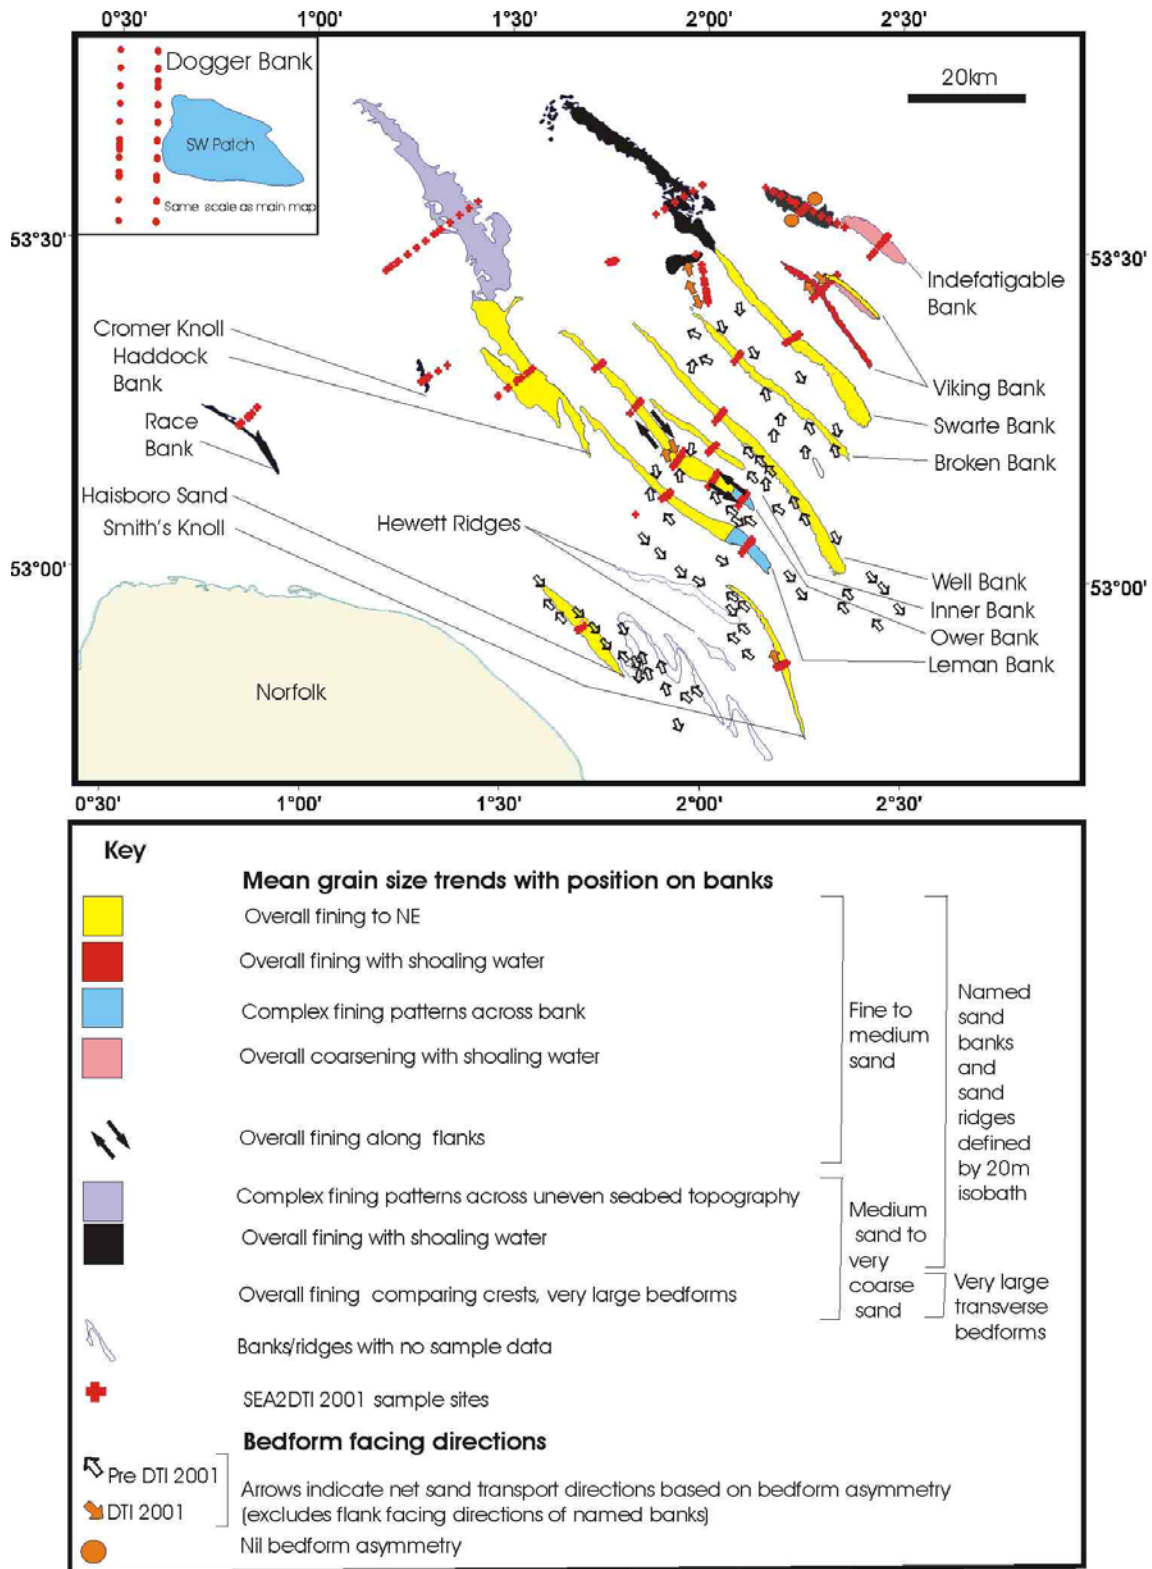 0°30' 1°00' 1°30' 2°00' 2°30'
Dogger Bank
SW Patch
Same scale as main map
20km
53°30'
53°30'
Indefatigable
Bank
Cromer Knoll
Haddock
Bank
Race
Bank
Viking Bank
Swarte Bank
Broken Bank
Haisboro Sand
Smith's Knoll
Hewett Ridges
53°00'
53°00'
Well Bank
Inner Bank
Ower Bank
Leman Bank
Norfolk
0°30' 1°00' 1°30' 2°00' 2°30'
Key
Mean grain size trends with position on banks
Overall fining to NE
Overall fining with shoaling water
Complex fining patterns across bank
Overall coarsening with shoaling water
Overall fining along flanks
Fine to
medium
sand
Named
sand
banks
and
sand
ridges
defined
by 20m
isobath
Complex fining patterns across uneven seabed topography
Overall fining with shoaling water
Overall fining comparing crests, very large bedforms
Medium
sand to
very
coarse
sand
Very large
transverse
bedforms
Banks/ridges with no sample data
SEA2DTI 2001 sample sites
Bedform facing directions
Pre DTI 2001
DTI 2001
Arrows indicate net sand transport directions based on bedform asymmetry
(excludes flank facing directions of named banks)
Nil bedform asymmetry